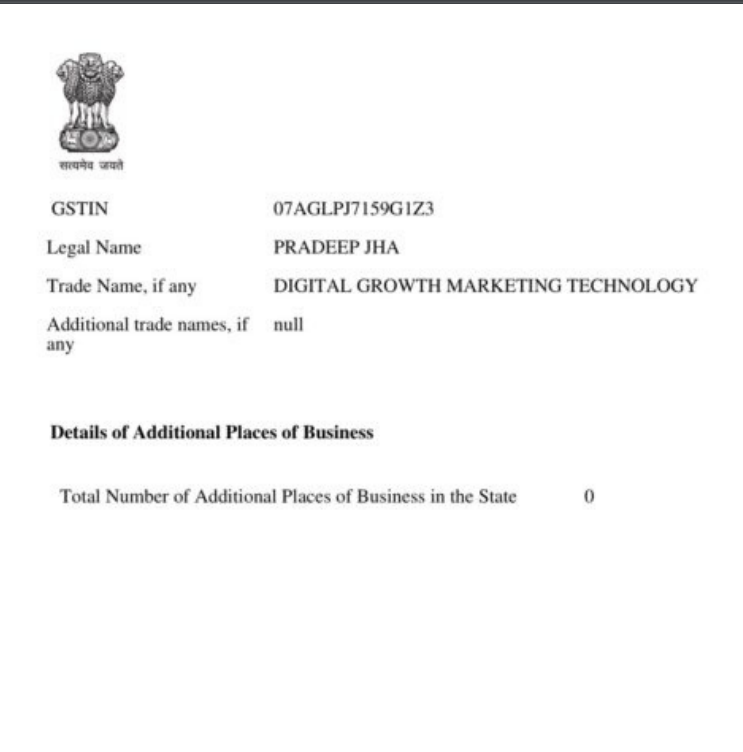 सत्यमेव जयते
GSTIN 07AGLPJ7159G1Z3
Legal Name PRADEEP JHA
Trade Name, if any DIGITAL GROWTH MARKETING TECHNOLOGY
Additional trade names, if null
any
Details of Additional Places of Business
Total Number of Additional Places of Business in the State 0